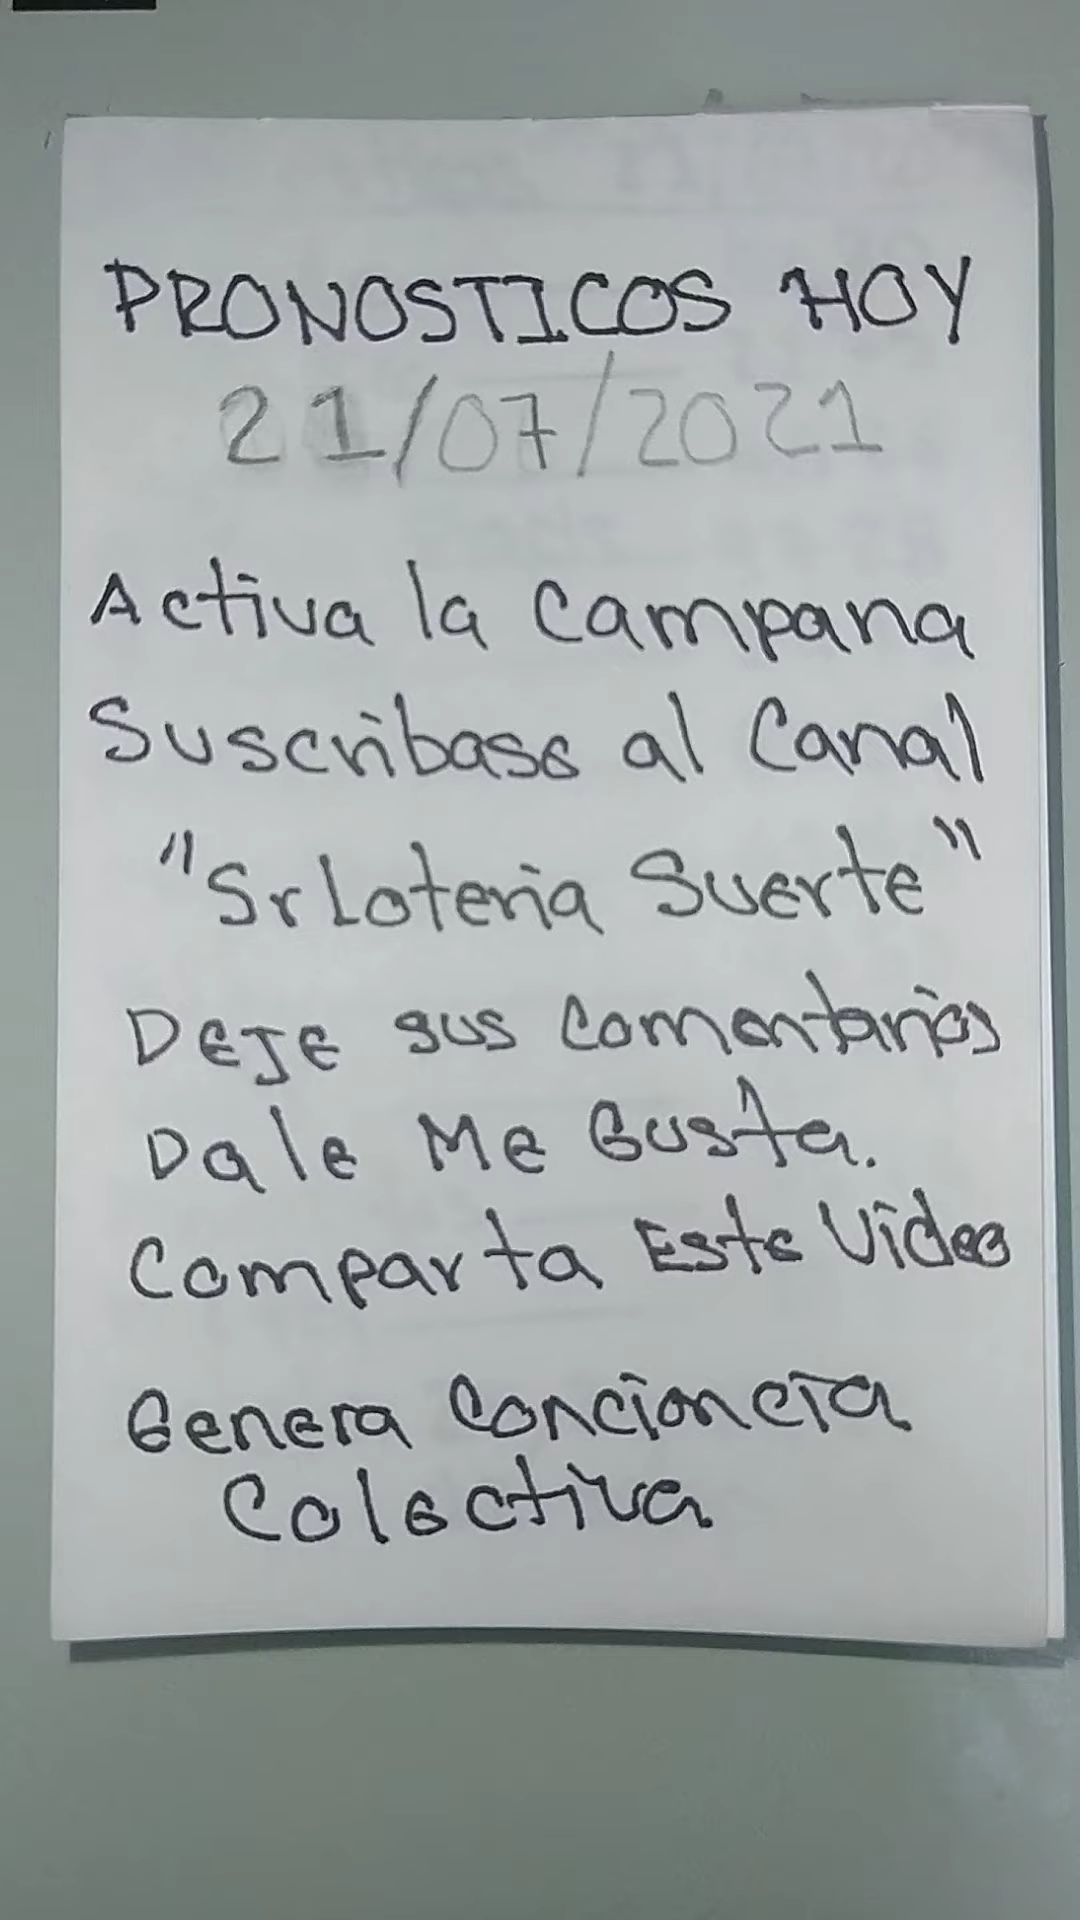 PRONOSTICOS HOY
21/07/2021
Activa la Campana
Suscribase al Canal
"Sr Loteria Suerte"
DEJE sus Comentarios
Dale Me Gusta.
Comparta Este Video
Genera Conciencia
Colectiva